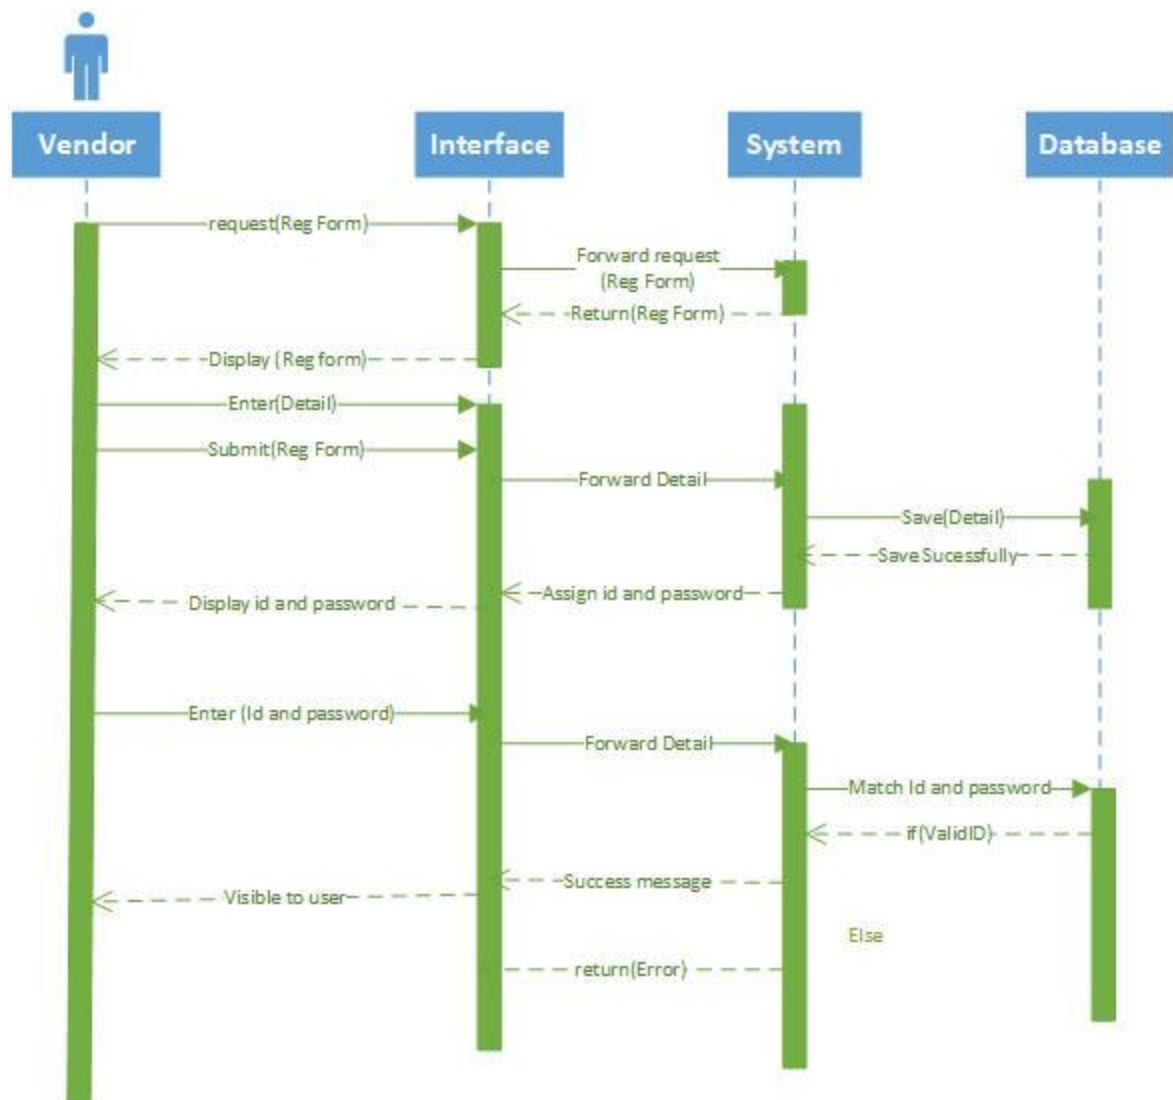 Vendor
Interface
System
Database
request(Reg Form)
Forward request
(Reg Form)
Return(Reg Form)
Display (Reg form)
Enter(Detail)
Submit(Reg Form)
Forward Detail
Save(Detail)
SaveSucessfully
Assign id and password
Display id and password
Enter (Id and password)
Forward Detail
Match Id and password
if(ValidID)
Success message
Visible to user
Else
return(Error)